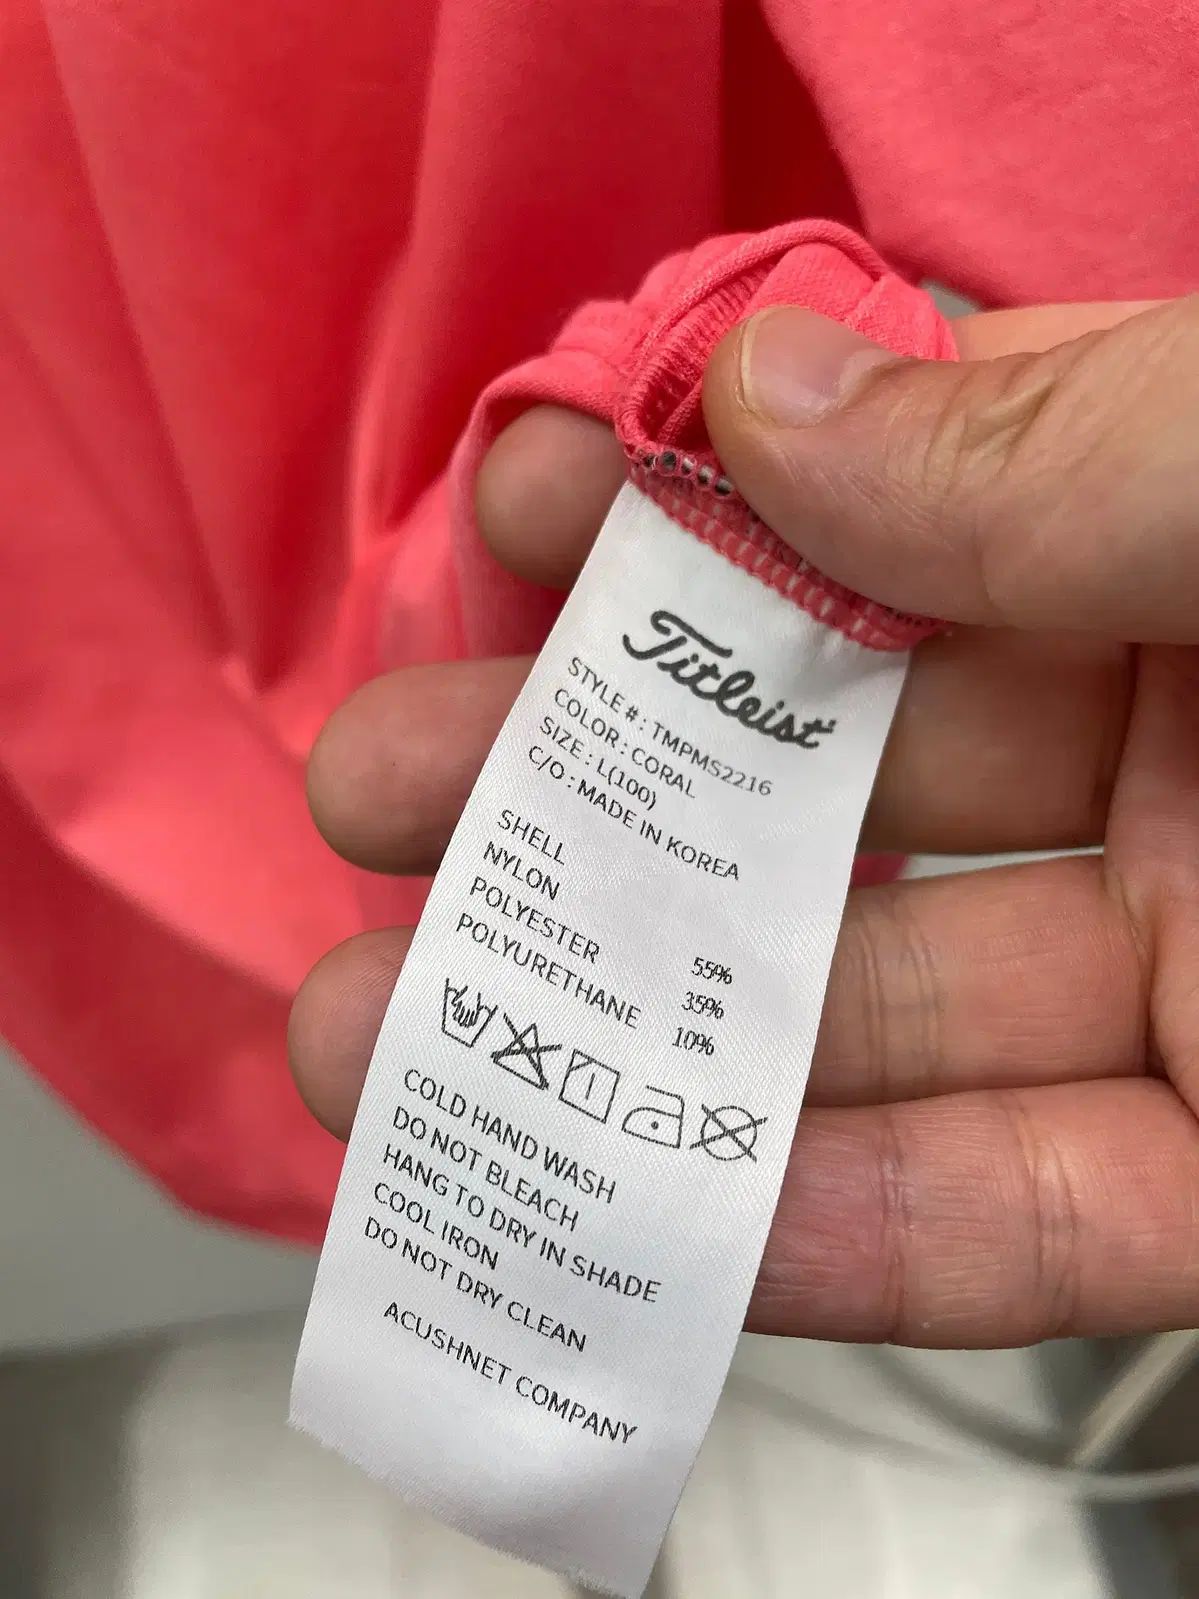 Titleist
STYLE # : TMPMS2216
COLOR : CORAL
SIZE : L(100)
C/O : MADE IN KOREA
SHELL
NYLON 55%
POLYESTER 35%
POLYURETHANE 10%
COLD HAND WASH
DO NOT BLEACH
HANG TO DRY IN SHADE
COOL IRON
DO NOT DRY CLEAN
ACUSHNET COMPANY